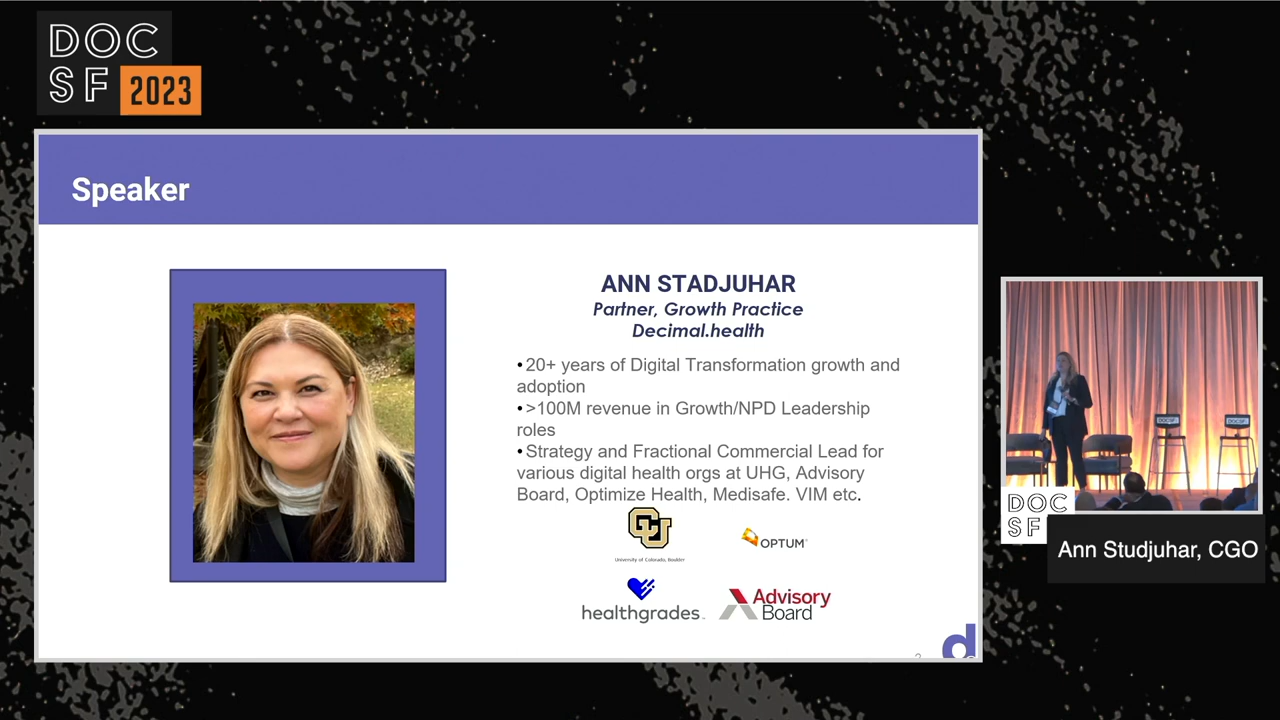 DOC
SF 2023
Speaker
ANN STADJUHAR
Partner, Growth Practice
Decimal.health
•20+ years of Digital Transformation growth and
adoption
•>100M revenue in Growth/NPD Leadership
roles
•Strategy and Fractional Commercial Lead for
various digital health orgs at UHG, Advisory
Board, Optimize Health, Medisafe. VIM etc.
CU
University of Colorado, Boulder
OPTUM
healthgrades
Advisory
Board
d
DOC
SF
Ann Studjuhar, CGO